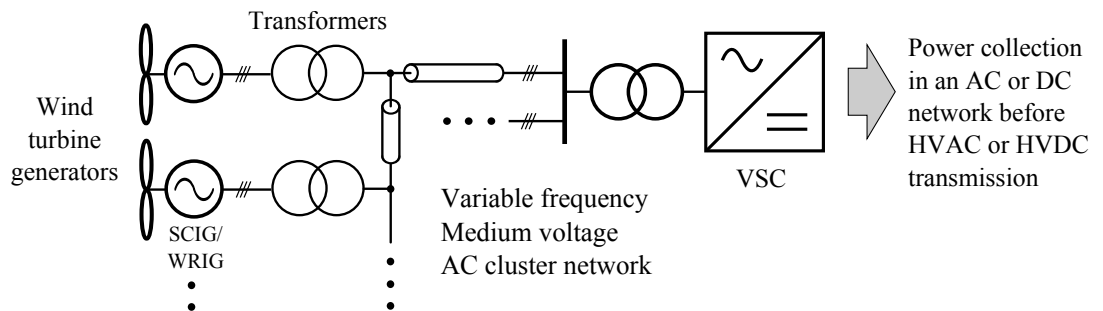 Transformers
Wind
turbine
generators
SCIG/
WRIG
Variable frequency
Medium voltage
AC cluster network
VSC
Power collection
in an AC or DC
network before
HVAC or HVDC
transmission